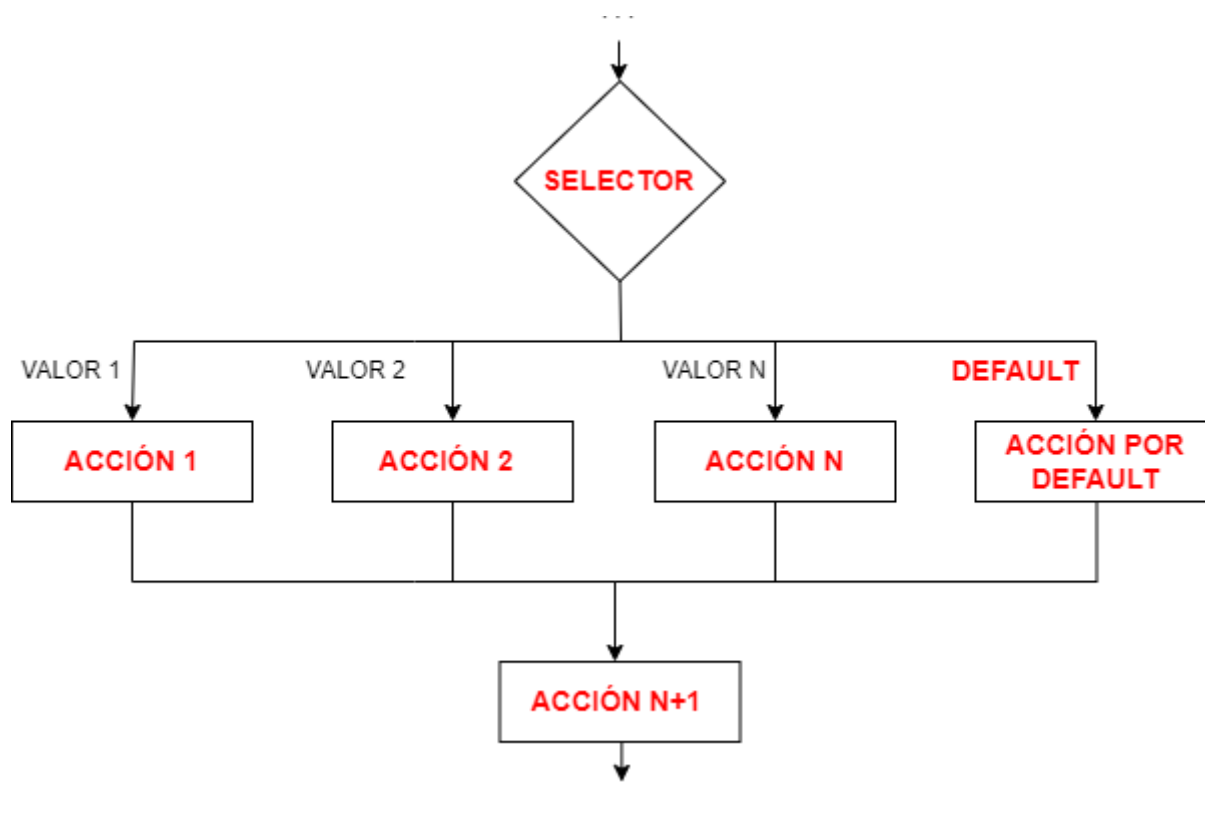 ...
SELECTOR
VALOR 1
VALOR 2
VALOR N
DEFAULT
ACCIÓN 1
ACCIÓN 2
ACCIÓN N
ACCIÓN POR
DEFAULT
ACCIÓN N+1